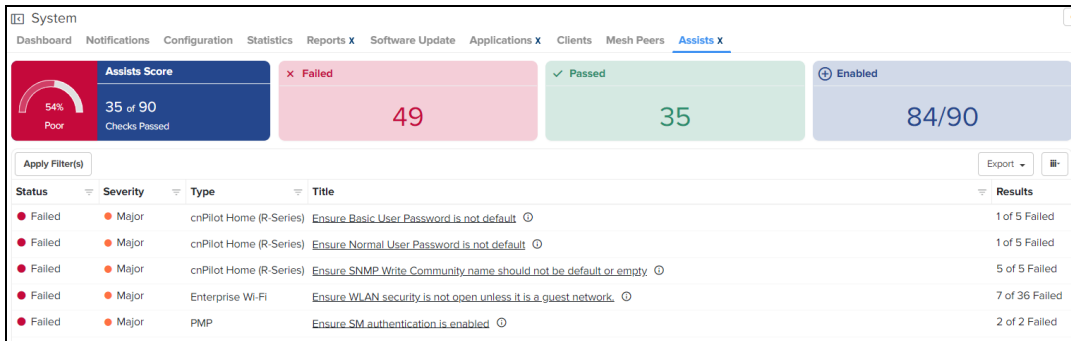 System
Dashboard Notifications Configuration Statistics Reports X Software Update Applications X Clients Mesh Peers Assists X
54%
Poor
Assists Score
35 of 90
Checks Passed
Failed
49
Passed
35
Enabled
84/90
Apply Filter(s)
Export
Status Severity Type Title Results
Failed Major cnPilot Home (R-Series) Ensure Basic User Password is not default 1 of 5 Failed
Failed Major cnPilot Home (R-Series) Ensure Normal User Password is not default 1 of 5 Failed
Failed Major cnPilot Home (R-Series) Ensure SNMP Write Community name should not be default or empty 5 of 5 Failed
Failed Major Enterprise Wi-Fi Ensure WLAN security is not open unless it is a guest network. 7 of 36 Failed
Failed Major PMP Ensure SM authentication is enabled 2 of 2 Failed